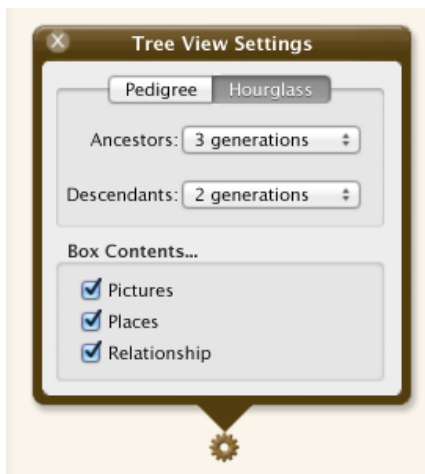 Tree View Settings
Pedigree Hourglass
Ancestors: 3 generations
Descendants: 2 generations
Box Contents...
Pictures
Places
Relationship